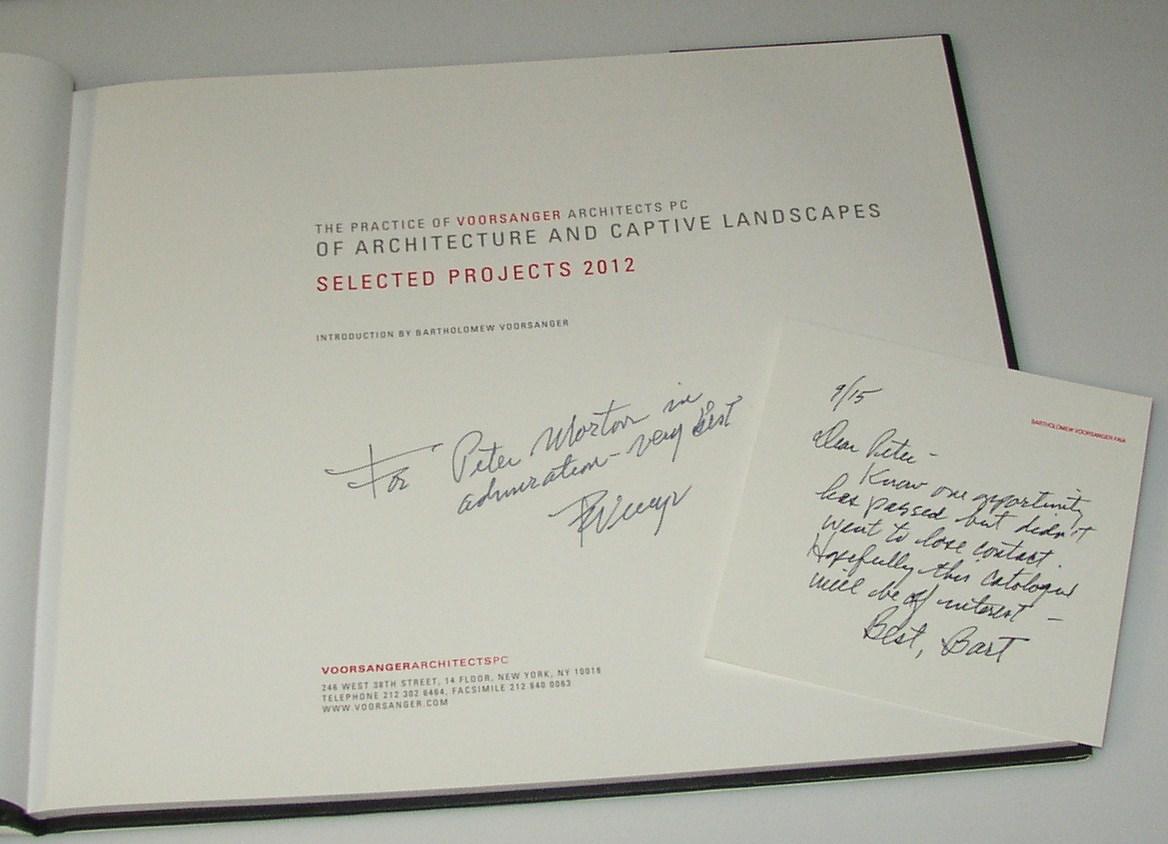 THE PRACTICE OF VOORSANGER ARCHITECTS PC
OF ARCHITECTURE AND CAPTIVE LANDSCAPES
SELECTED PROJECTS 2012
INTRODUCTION BY BARTHOLOMEW VOORSANGER
For Peter Morton in
admiration - very best
VOORSANGERARCHITECTSPC
246 WEST 38TH STREET, 14 FLOOR, NEW YORK, NY 10018
TELEPHONE 212 302 6464, FACSIMILE 212 840 0063
WWW.VOORSANGER.COM
BARTHOLOMEW VOORSANGER FAIA
9/15
Dear Peter -
Know our opportunity
has passed but didn't
want to lose contact.
Hopefully this catalogue
will be of interest -
Best, Bart